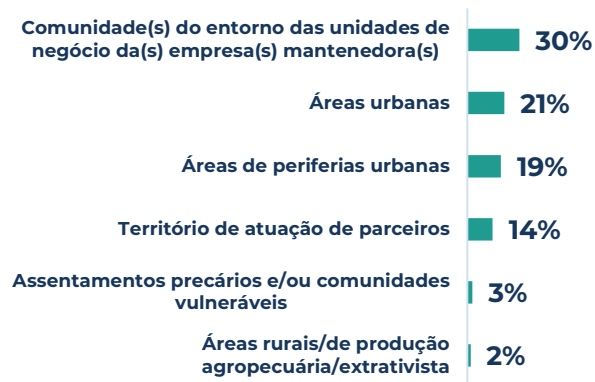 Comunidade(s) do entorno das unidades de
negócio da(s) empresa(s) mantenedora(s)
30%
Áreas urbanas
21%
Áreas de periferias urbanas
19%
Território de atuação de parceiros
14%
Assentamentos precários e/ou comunidades
vulneráveis
3%
Áreas rurais/de produção
agropecuária/extrativista
2%